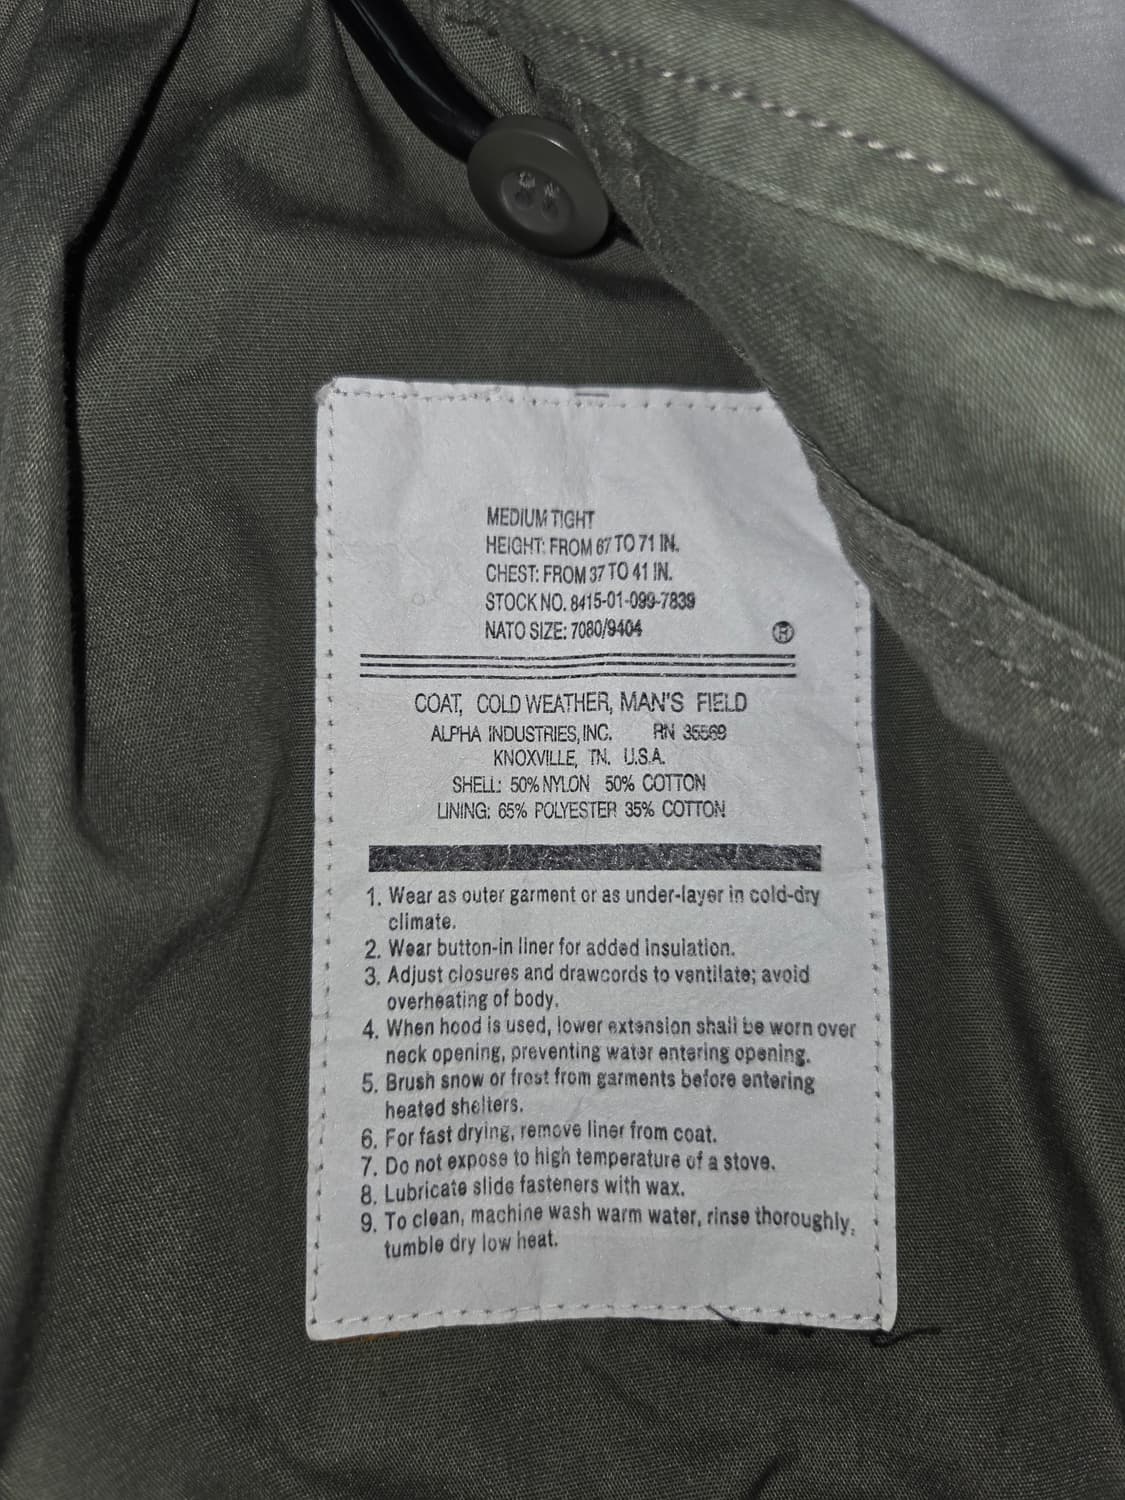 MEDIUM TIGHT
HEIGHT: FROM 67 TO 71 IN.
CHEST: FROM 37 TO 41 IN.
STOCK NO. 8415-01-099-7839
NATO SIZE: 7080/9404
®
COAT, COLD WEATHER, MAN'S FIELD
ALPHA INDUSTRIES, INC. RN 35569
KNOXVILLE, TN. U.S.A.
SHELL: 50% NYLON 50% COTTON
LINING: 65% POLYESTER 35% COTTON
1. Wear as outer garment or as under-layer in cold-dry
climate.
2. Wear button-in liner for added insulation.
3. Adjust closures and drawcords to ventilate; avoid
overheating of body.
4. When hood is used, lower extension shall be worn over
neck opening, preventing water entering opening.
5. Brush snow or frost from garments before entering
heated shelters.
6. For fast drying, remove liner from coat.
7. Do not expose to high temperature of a stove.
8. Lubricate slide fasteners with wax.
9. To clean, machine wash warm water, rinse thoroughly,
tumble dry low heat.